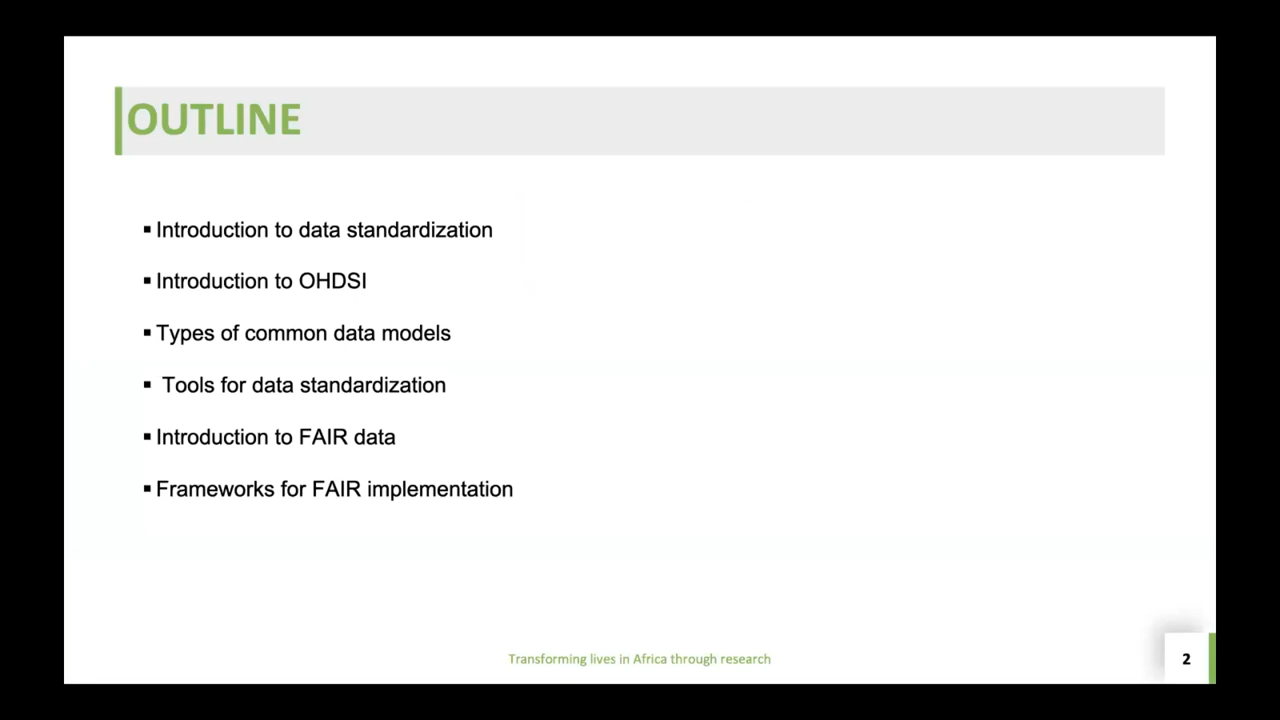 OUTLINE
▪ Introduction to data standardization
▪ Introduction to OHDSI
▪ Types of common data models
▪ Tools for data standardization
▪ Introduction to FAIR data
▪ Frameworks for FAIR implementation
Transforming lives in Africa through research
2